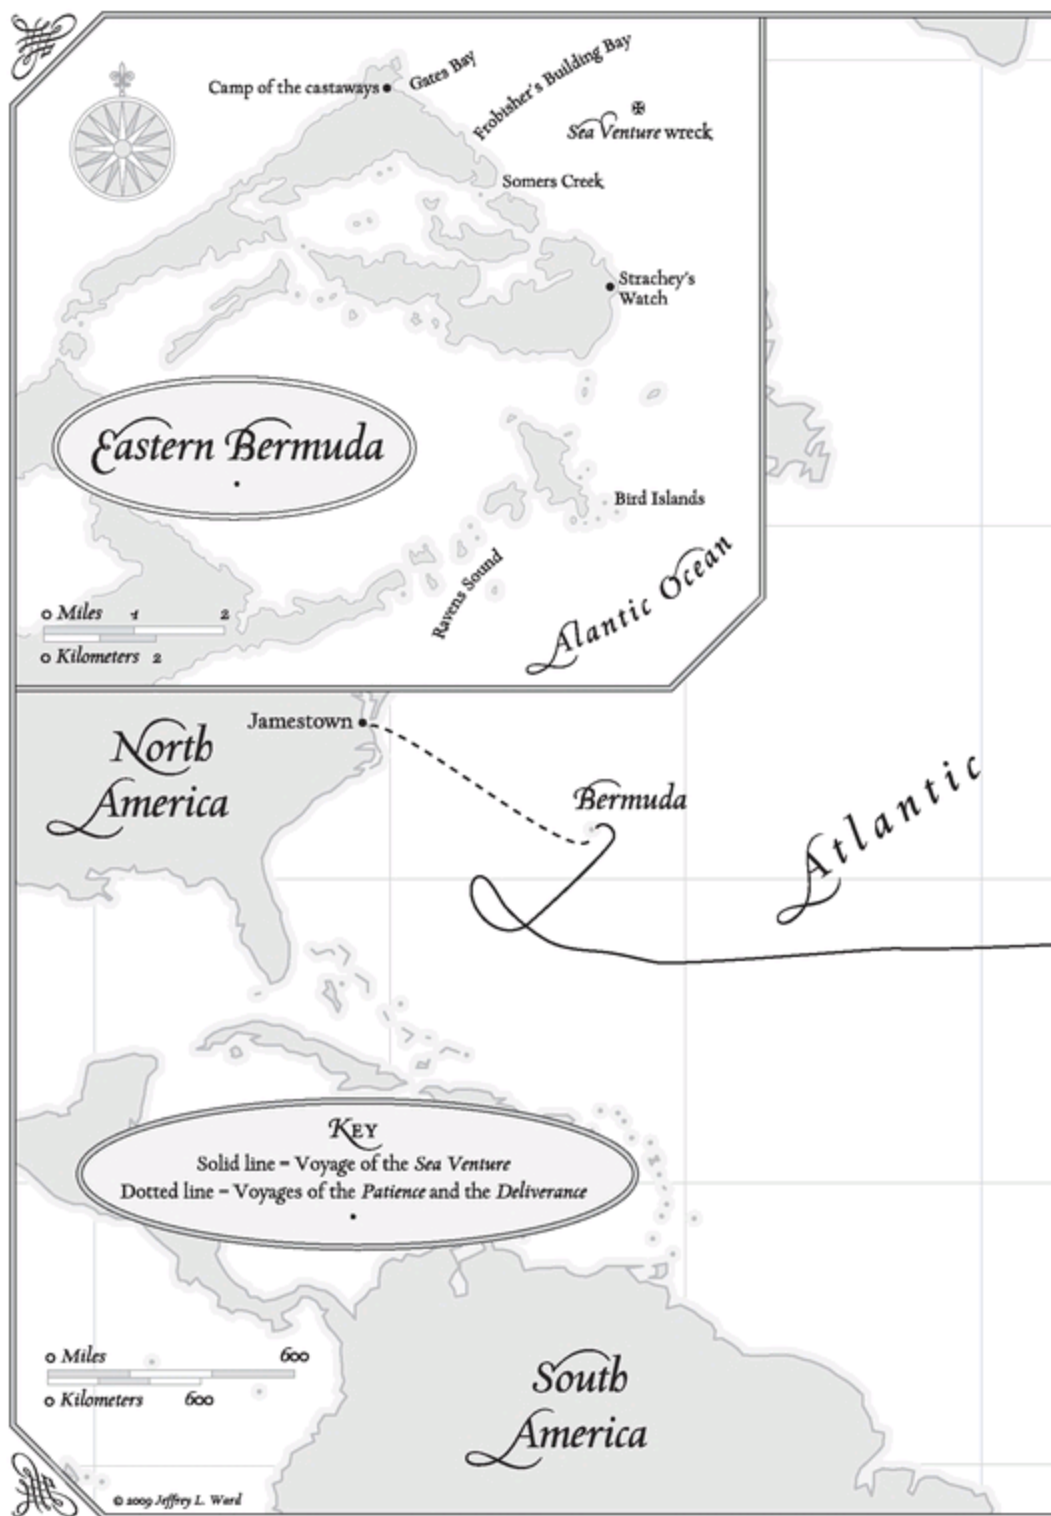 Camp of the castaways
Gates Bay
Frobisher's Building Bay
Sea Venture wreck
Somers Creek
Strachey's
Watch
Eastern Bermuda
Bird Islands
Ravens Sound
Alantic Ocean
0 Miles 1 2
0 Kilometers 2
North
America
Jamestown
Bermuda
Atlantic
KEY
Solid line = Voyage of the Sea Venture
Dotted line = Voyages of the Patience and the Deliverance
0 Miles 600
0 Kilometers 600
South
America
© 2009 Jeffrey L. Ward